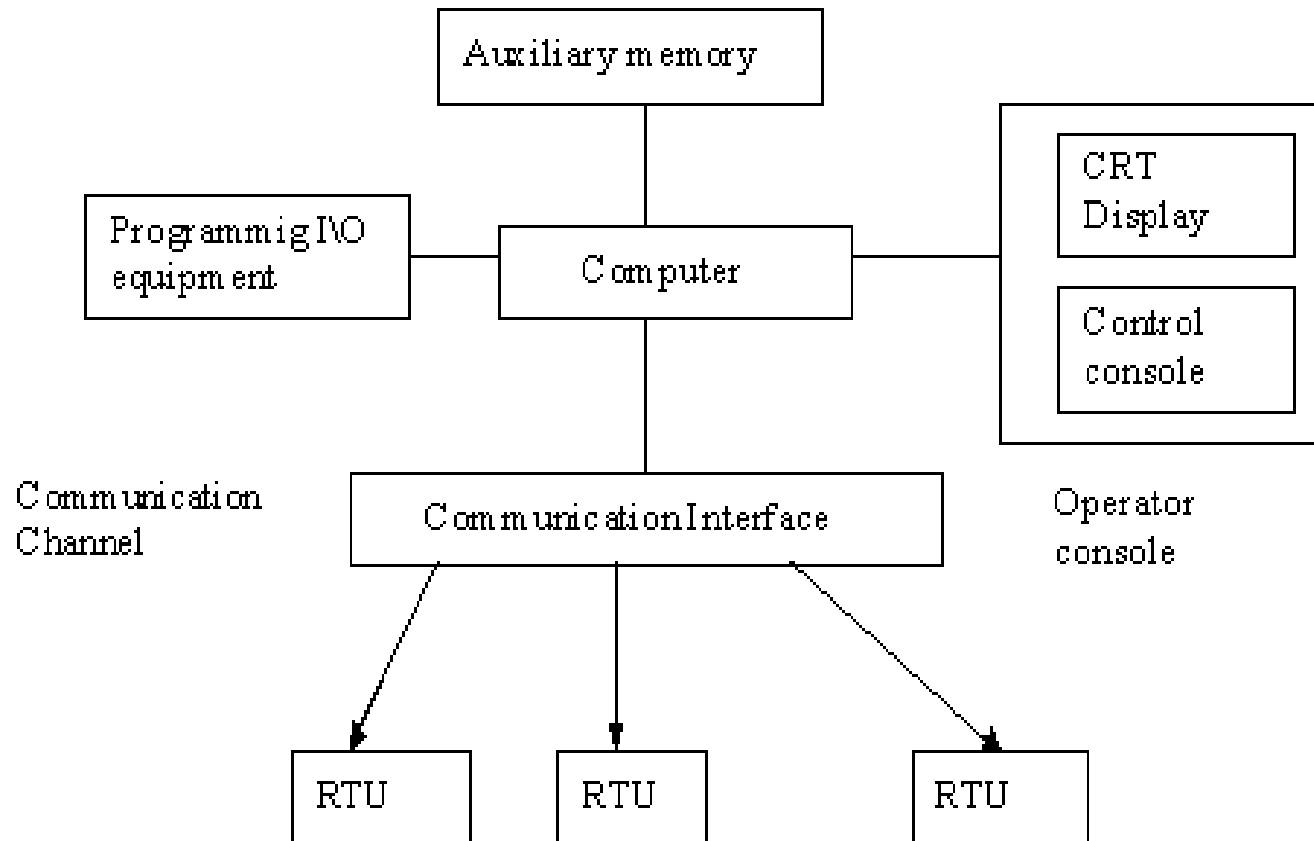 Auxiliary memory
CRT
Display
Programmig I\O
equipment
Computer
Control
console
Communication
Channel
Communication Interface
Operator
console
RTU
RTU
RTU